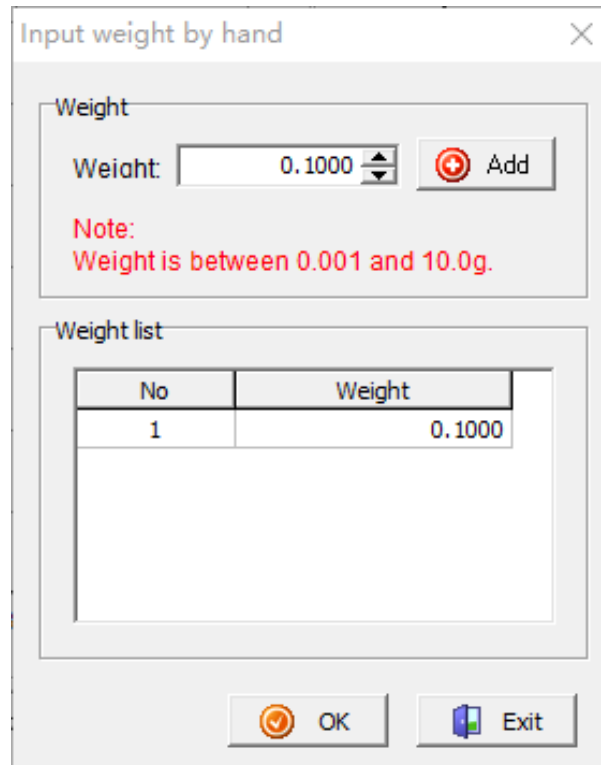 Input weight by hand
Weight
Weight: 0.1000 Add
Note:
Weight is between 0.001 and 10.0g.
Weight list
No Weight
1 0.1000
OK Exit